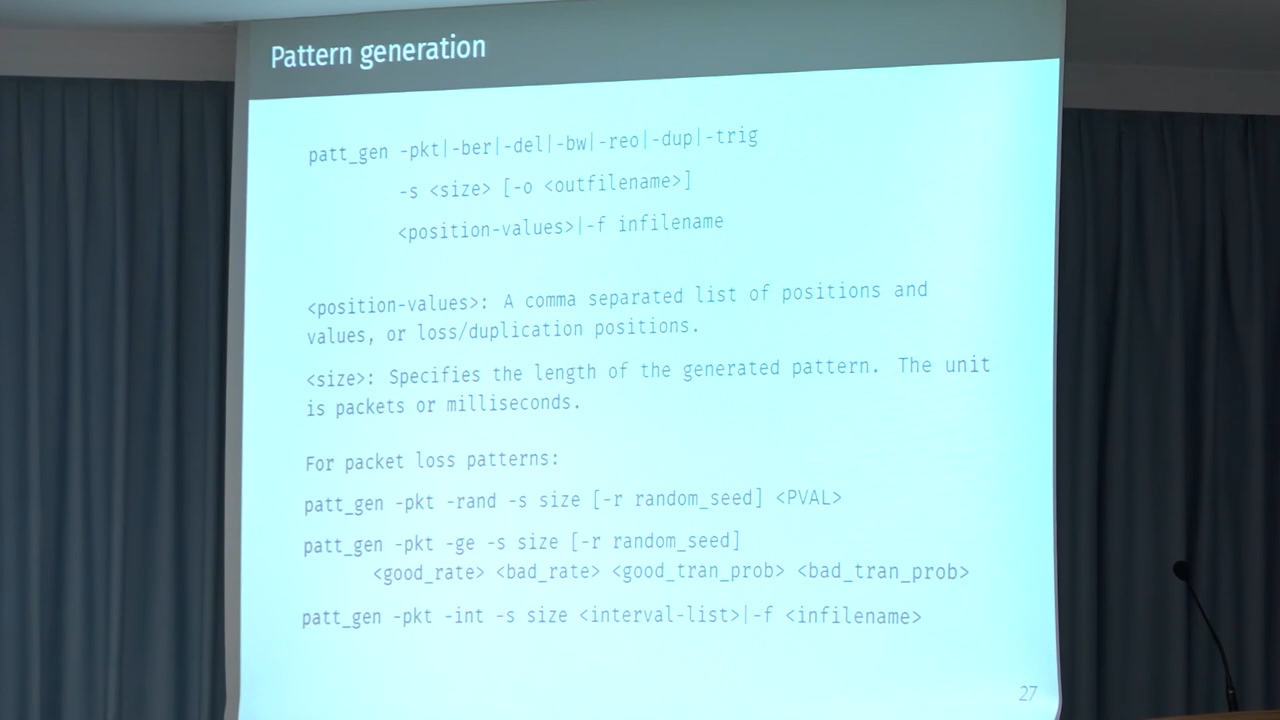 Pattern generation
patt_gen -pkt|-ber|-del|-bw|-reo|-dup|-trig
-s <size> [-o <outfilename>]
<position-values>|-f infilename
<position-values>: A comma separated list of positions and
values, or loss/duplication positions.
<size>: Specifies the length of the generated pattern. The unit
is packets or milliseconds.
For packet loss patterns:
patt_gen -pkt -rand -s size [-r random_seed] <PVAL>
patt_gen -pkt -ge -s size [-r random_seed]
<good_rate> <bad_rate> <good_tran_prob> <bad_tran_prob>
patt_gen -pkt -int -s size <interval-list>|-f <infilename>
27